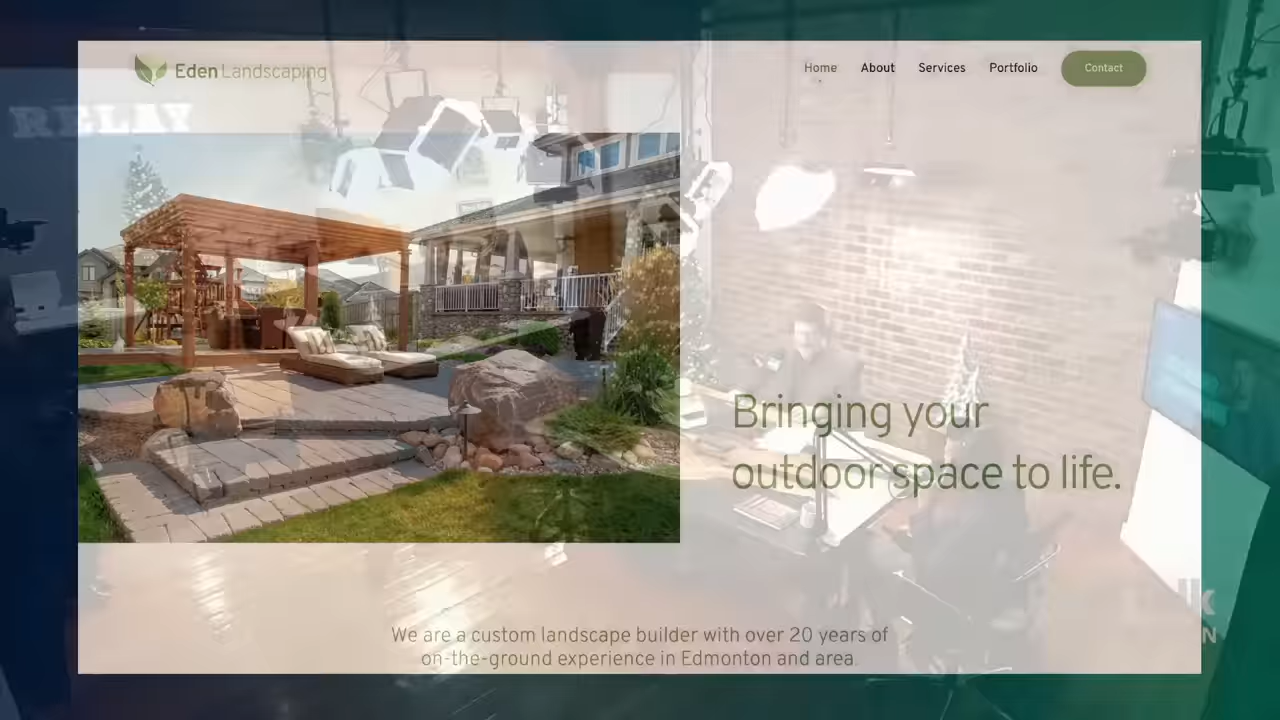 Eden Landscaping
Home About Services Portfolio Contact
RELAY
Bringing your
outdoor space to life.
We are a custom landscape builder with over 20 years of
on-the-ground experience in Edmonton and area.